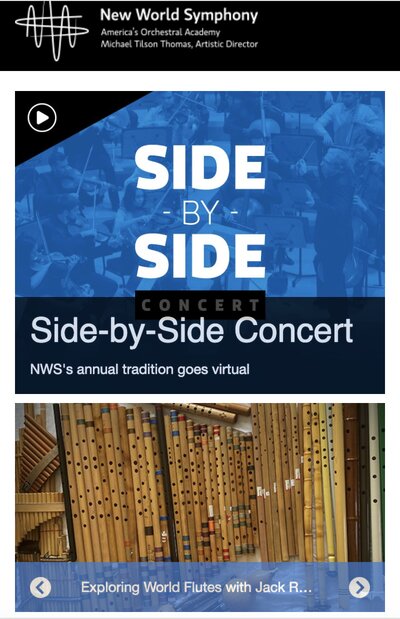 New World Symphony
America's Orchestral Academy
Michael Tilson Thomas, Artistic Director
SIDE
- BY -
SIDE
CONCERT
Side-by-Side Concert
NWS's annual tradition goes virtual
Exploring World Flutes with Jack R...